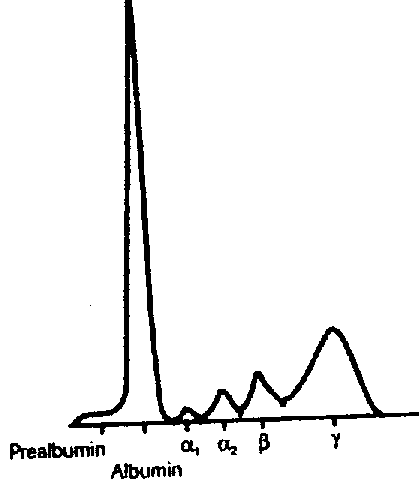 Prealbumin
Albumin
α₁ α₂ β γ